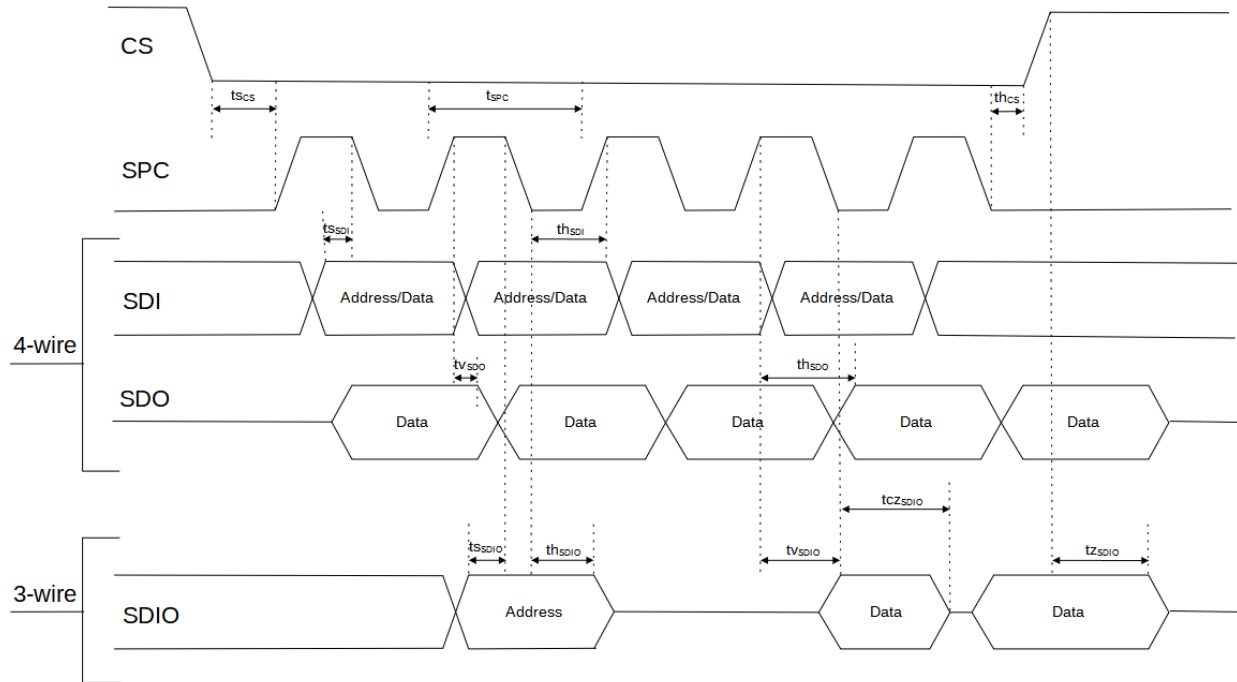 CS
tsCS
tSPC
thCS
SPC
tsSDI
thSDI
SDI
Address/Data
Address/Data
Address/Data
Address/Data
4-wire
tvSDO
thSDO
SDO
Data
Data
Data
Data
Data
tczSDIO
tsSDIO
thSDIO
tvSDIO
tzSDIO
3-wire
SDIO
Address
Data
Data